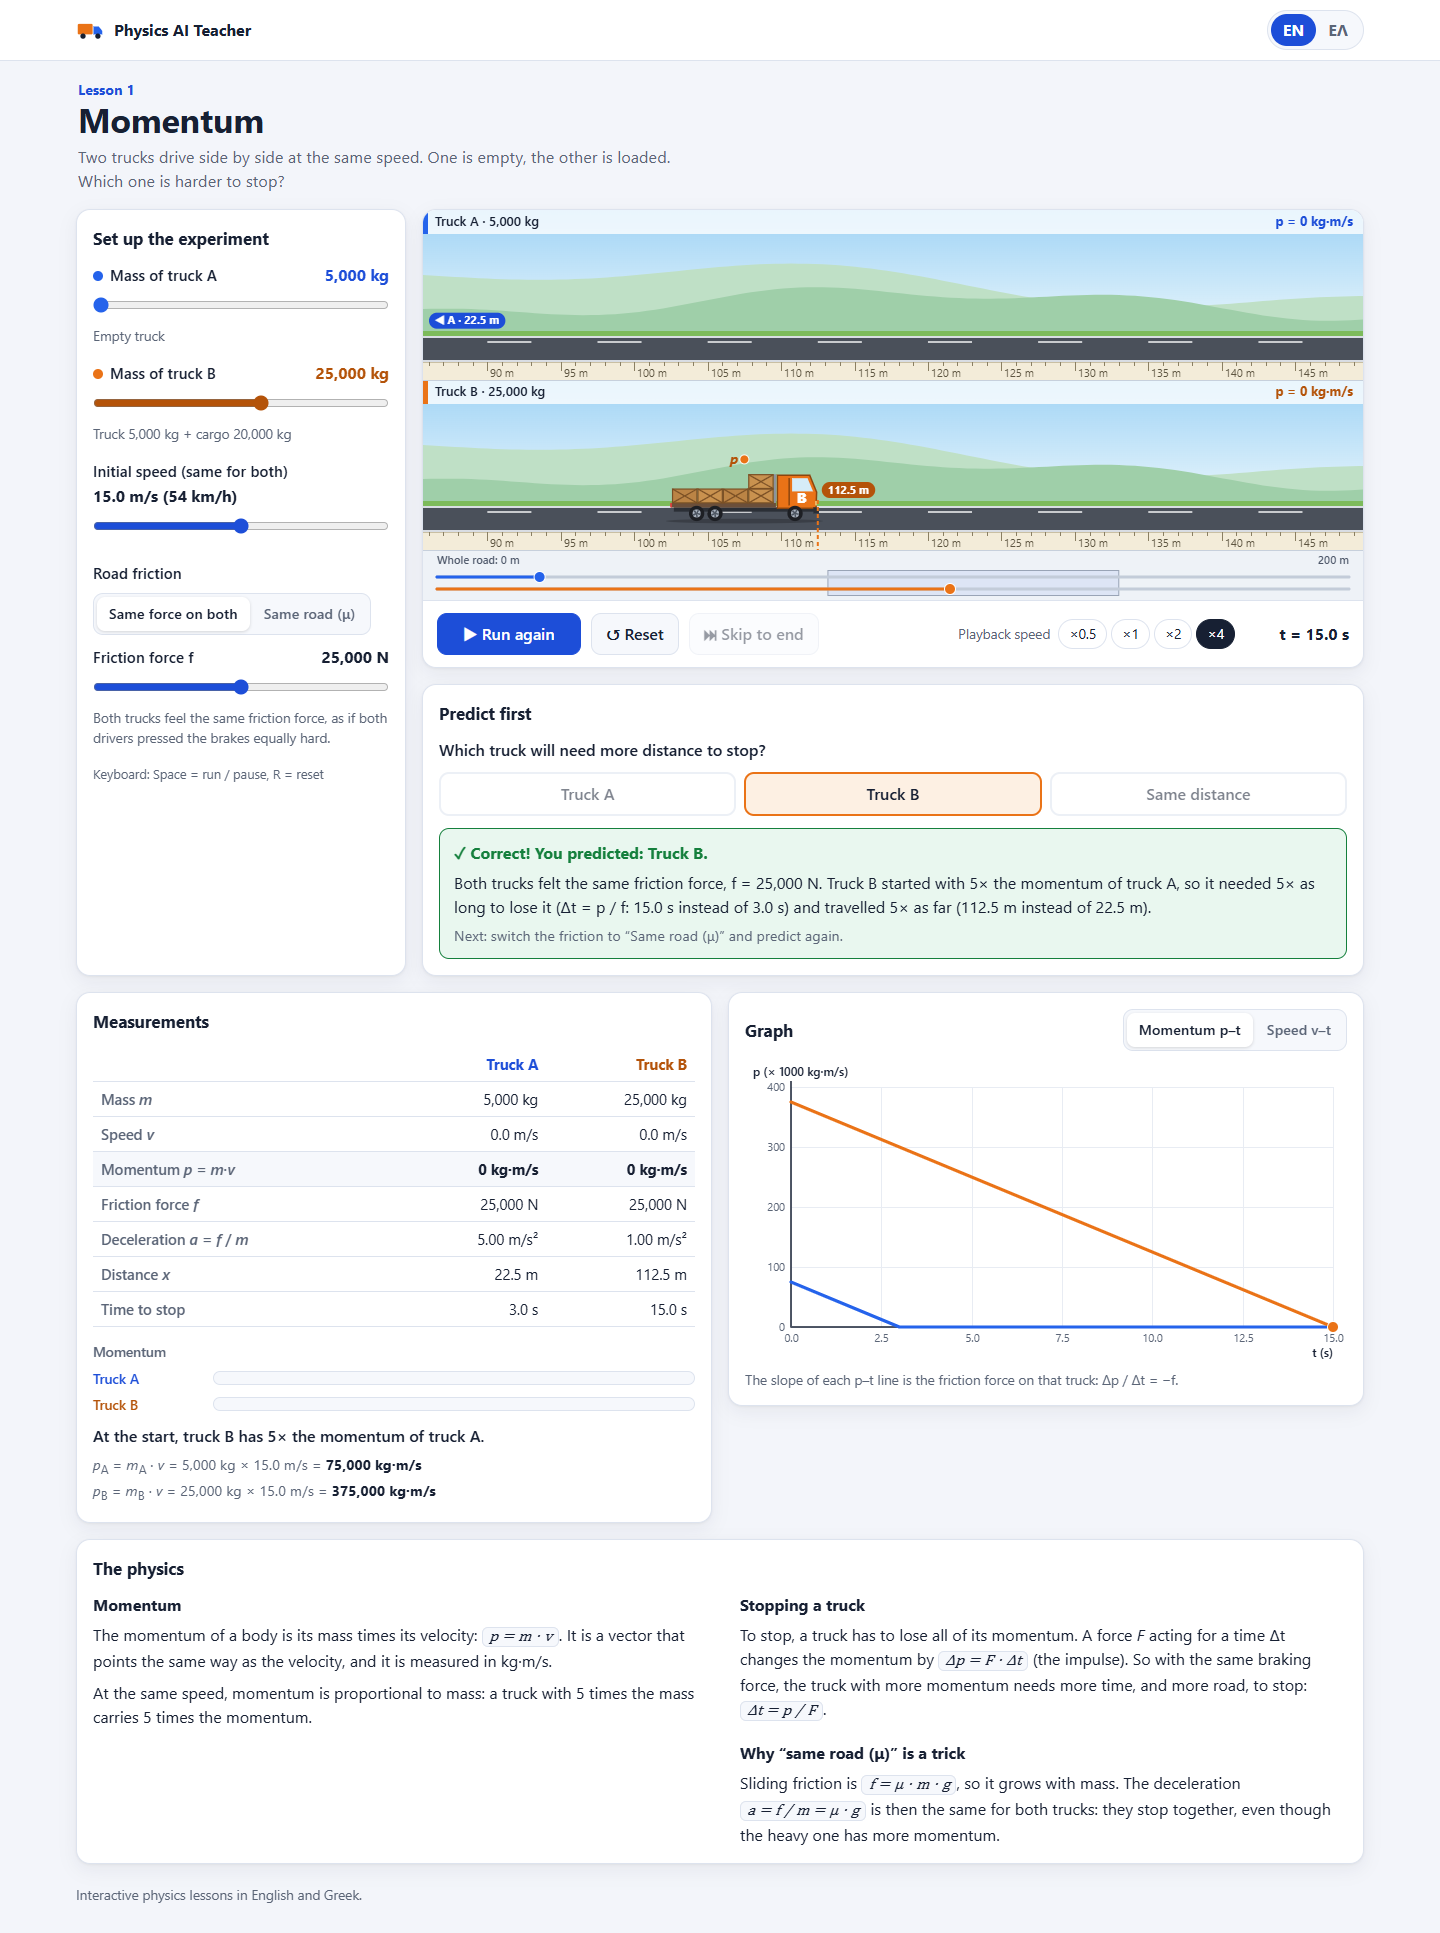 Physics AI Teacher
EN ΕΛ
Lesson 1
Momentum
Two trucks drive side by side at the same speed. One is empty, the other is loaded.
Which one is harder to stop?
Set up the experiment
Mass of truck A 5,000 kg
Empty truck
Mass of truck B 25,000 kg
Truck 5,000 kg + cargo 20,000 kg
Initial speed (same for both)
15.0 m/s (54 km/h)
Road friction
Same force on both Same road (μ)
Friction force f 25,000 N
Both trucks feel the same friction force, as if both
drivers pressed the brakes equally hard.
Keyboard: Space = run / pause, R = reset
Truck A · 5,000 kg p = 0 kg·m/s
◀ A · 22.5 m
90 m 95 m 100 m 105 m 110 m 115 m 120 m 125 m 130 m 135 m 140 m 145 m
Truck B · 25,000 kg p = 0 kg·m/s
p
B 112.5 m
90 m 95 m 100 m 105 m 110 m 115 m 120 m 125 m 130 m 135 m 140 m 145 m
Whole road: 0 m 200 m
▶ Run again ↺ Reset ⏭ Skip to end Playback speed ×0.5 ×1 ×2 ×4 t = 15.0 s
Predict first
Which truck will need more distance to stop?
Truck A Truck B Same distance
✓ Correct! You predicted: Truck B.
Both trucks felt the same friction force, f = 25,000 N. Truck B started with 5× the momentum of truck A, so it needed 5× as
long to lose it (Δt = p / f: 15.0 s instead of 3.0 s) and travelled 5× as far (112.5 m instead of 22.5 m).
Next: switch the friction to “Same road (μ)” and predict again.
Measurements
Truck A Truck B
Mass m 5,000 kg 25,000 kg
Speed v 0.0 m/s 0.0 m/s
Momentum p = m·v 0 kg·m/s 0 kg·m/s
Friction force f 25,000 N 25,000 N
Deceleration a = f / m 5.00 m/s² 1.00 m/s²
Distance x 22.5 m 112.5 m
Time to stop 3.0 s 15.0 s
Momentum
Truck A
Truck B
At the start, truck B has 5× the momentum of truck A.
pA = mA · v = 5,000 kg × 15.0 m/s = 75,000 kg·m/s
pB = mB · v = 25,000 kg × 15.0 m/s = 375,000 kg·m/s
Graph
Momentum p–t Speed v–t
p (× 1000 kg·m/s)
400
300
200
100
0
0.0 2.5 5.0 7.5 10.0 12.5 15.0
t (s)
The slope of each p–t line is the friction force on that truck: Δp / Δt = −f.
The physics
Momentum
The momentum of a body is its mass times its velocity: p = m · v. It is a vector that
points the same way as the velocity, and it is measured in kg·m/s.
At the same speed, momentum is proportional to mass: a truck with 5 times the mass
carries 5 times the momentum.
Stopping a truck
To stop, a truck has to lose all of its momentum. A force F acting for a time Δt
changes the momentum by Δp = F · Δt (the impulse). So with the same braking
force, the truck with more momentum needs more time, and more road, to stop:
Δt = p / F.
Why “same road (μ)” is a trick
Sliding friction is f = μ · m · g, so it grows with mass. The deceleration
a = f / m = μ · g is then the same for both trucks: they stop together, even though
the heavy one has more momentum.
Interactive physics lessons in English and Greek.